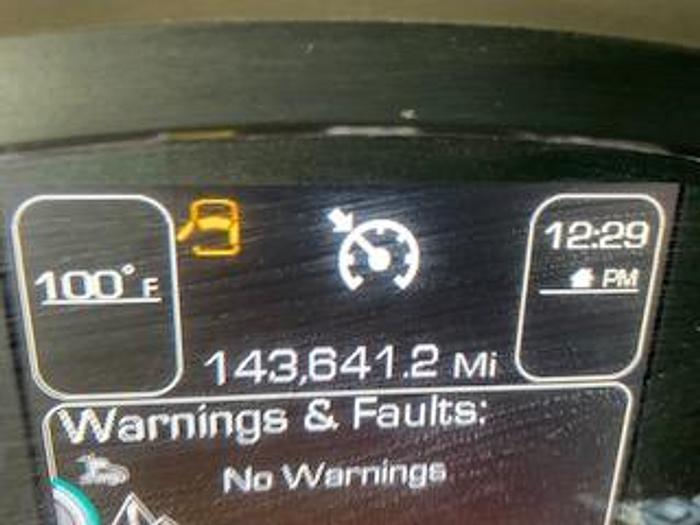 100° F
12:29
PM
143,641.2 Mi
Warnings & Faults:
No Warnings